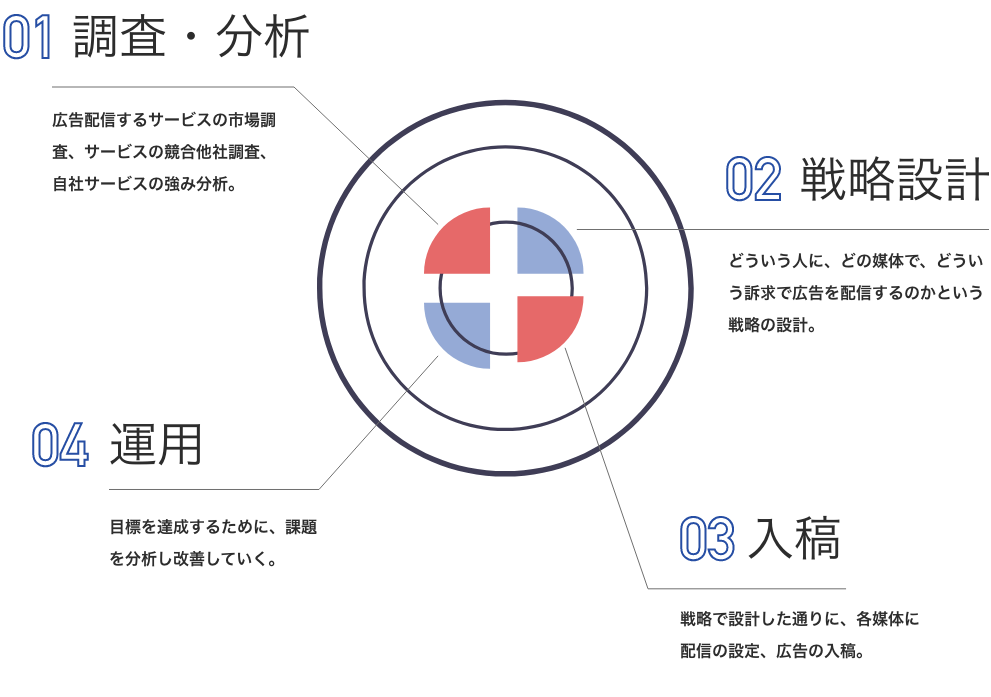 01 調査・分析
広告配信するサービスの市場調
査、サービスの競合他社調査、
自社サービスの強み分析。
02 戦略設計
どういう人に、どの媒体で、どうい
う訴求で広告を配信するのかという
戦略の設計。
03 入稿
戦略で設計した通りに、各媒体に
配信の設定、広告の入稿。
04 運用
目標を達成するために、課題
を分析し改善していく。